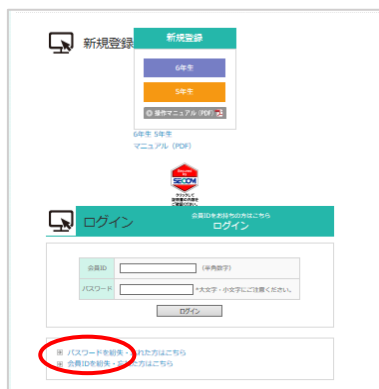 新規登録
新規登録
6年生
5年生
操作マニュアル（PDF）
6年生 5年生
マニュアル（PDF）
SECOM
クリックして
ログイン
会員IDをお持ちの方はこちら
ログイン
会員ID
（半角数字）
パスワード
*大文字・小文字にご注意ください。
ログイン
パスワードを紛失・忘れた方はこちら
会員IDを紛失・忘れた方はこちら